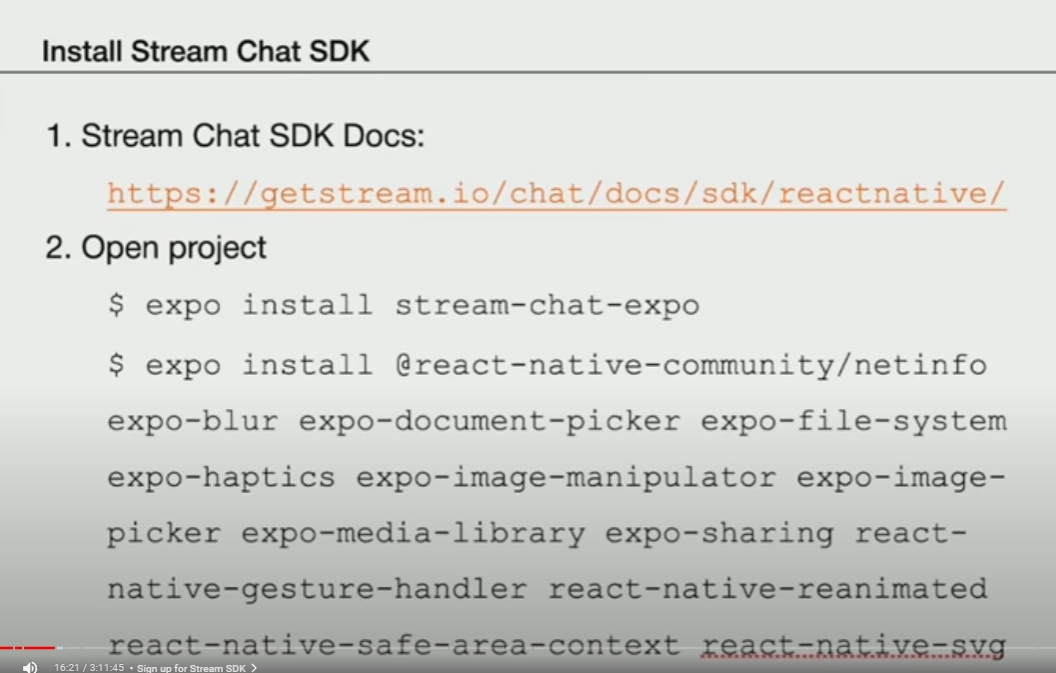 Install Stream Chat SDK
1. Stream Chat SDK Docs:
https://getstream.io/chat/docs/sdk/reactnative/
2. Open project
$ expo install stream-chat-expo
$ expo install @react-native-community/netinfo
expo-blur expo-document-picker expo-file-system
expo-haptics expo-image-manipulator expo-image-
picker expo-media-library expo-sharing react-
native-gesture-handler react-native-reanimated
react-native-safe-area-context react-native-svg
16:21 / 3:11:45 • Sign up for Stream SDK >